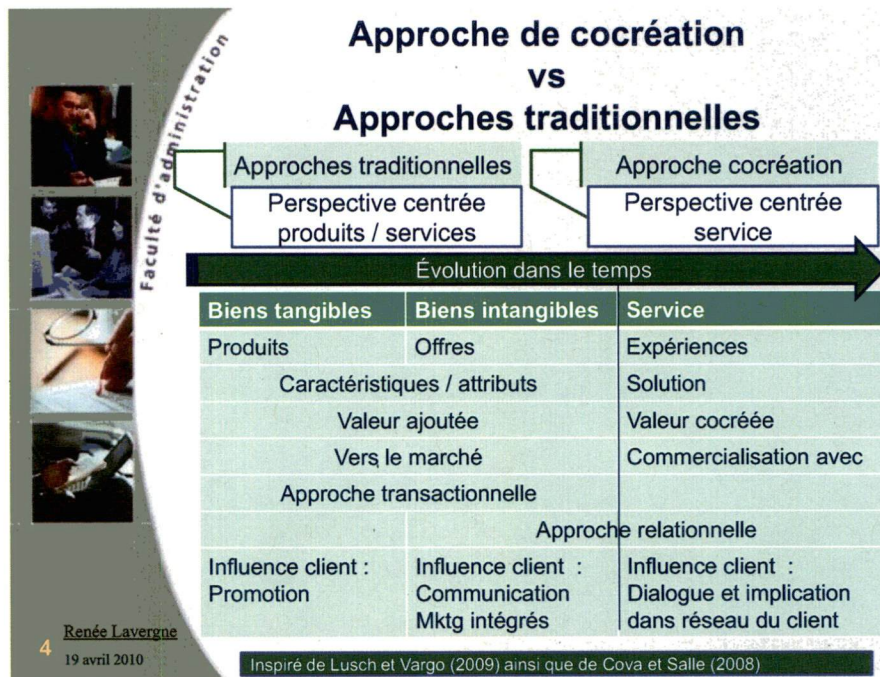 Faculté d'administration
Approche de cocréation
vs
Approches traditionnelles
Approches traditionnelles
Approche cocréation
Perspective centrée
produits / services
Perspective centrée
service
Évolution dans le temps
Biens tangibles Biens intangibles Service
Produits Offres Expériences
Caractéristiques / attributs Solution
Valeur ajoutée Valeur cocréée
Vers le marché Commercialisation avec
Approche transactionnelle
Approche relationnelle
Influence client : Influence client : Influence client :
Promotion Communication Dialogue et implication
Mktg intégrés dans réseau du client
Renée Lavergne
4
19 avril 2010
Inspiré de Lusch et Vargo (2009) ainsi que de Cova et Salle (2008)